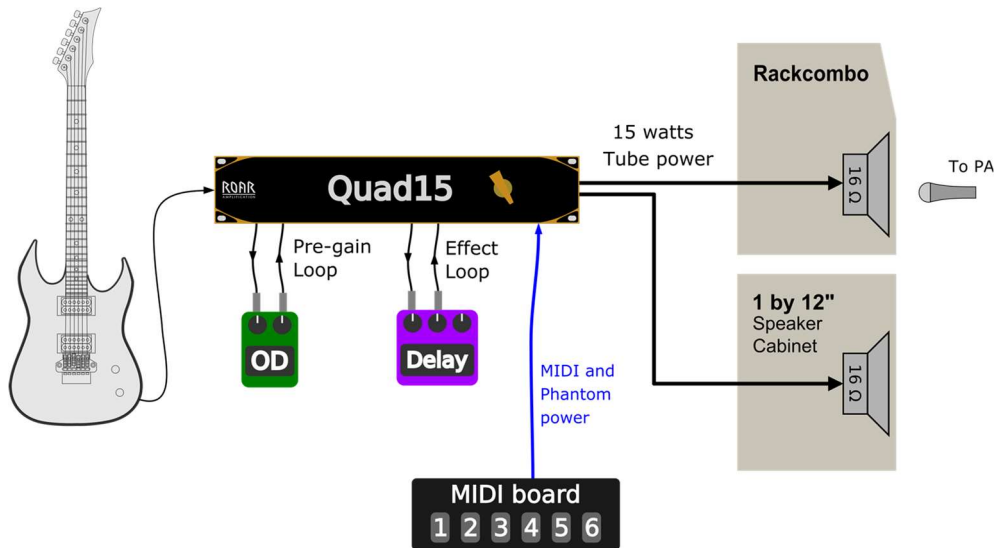 Rackcombo
15 watts
Tube power
16 Ω
To PA
ROAR
AMPLIFICATION
Quad15
Pre-gain
Loop
Effect
Loop
1 by 12"
Speaker
Cabinet
16 Ω
OD
Delay
MIDI and
Phantom
power
MIDI board
1 2 3 4 5 6